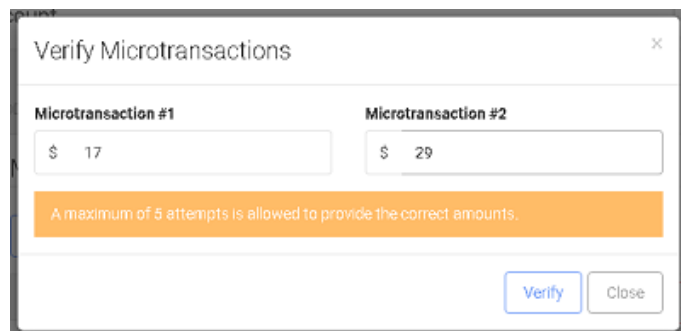 count
Verify Microtransactions
×
Microtransaction #1
Microtransaction #2
$ 17
$ 29
A maximum of 5 attempts is allowed to provide the correct amounts.
Verify
Close